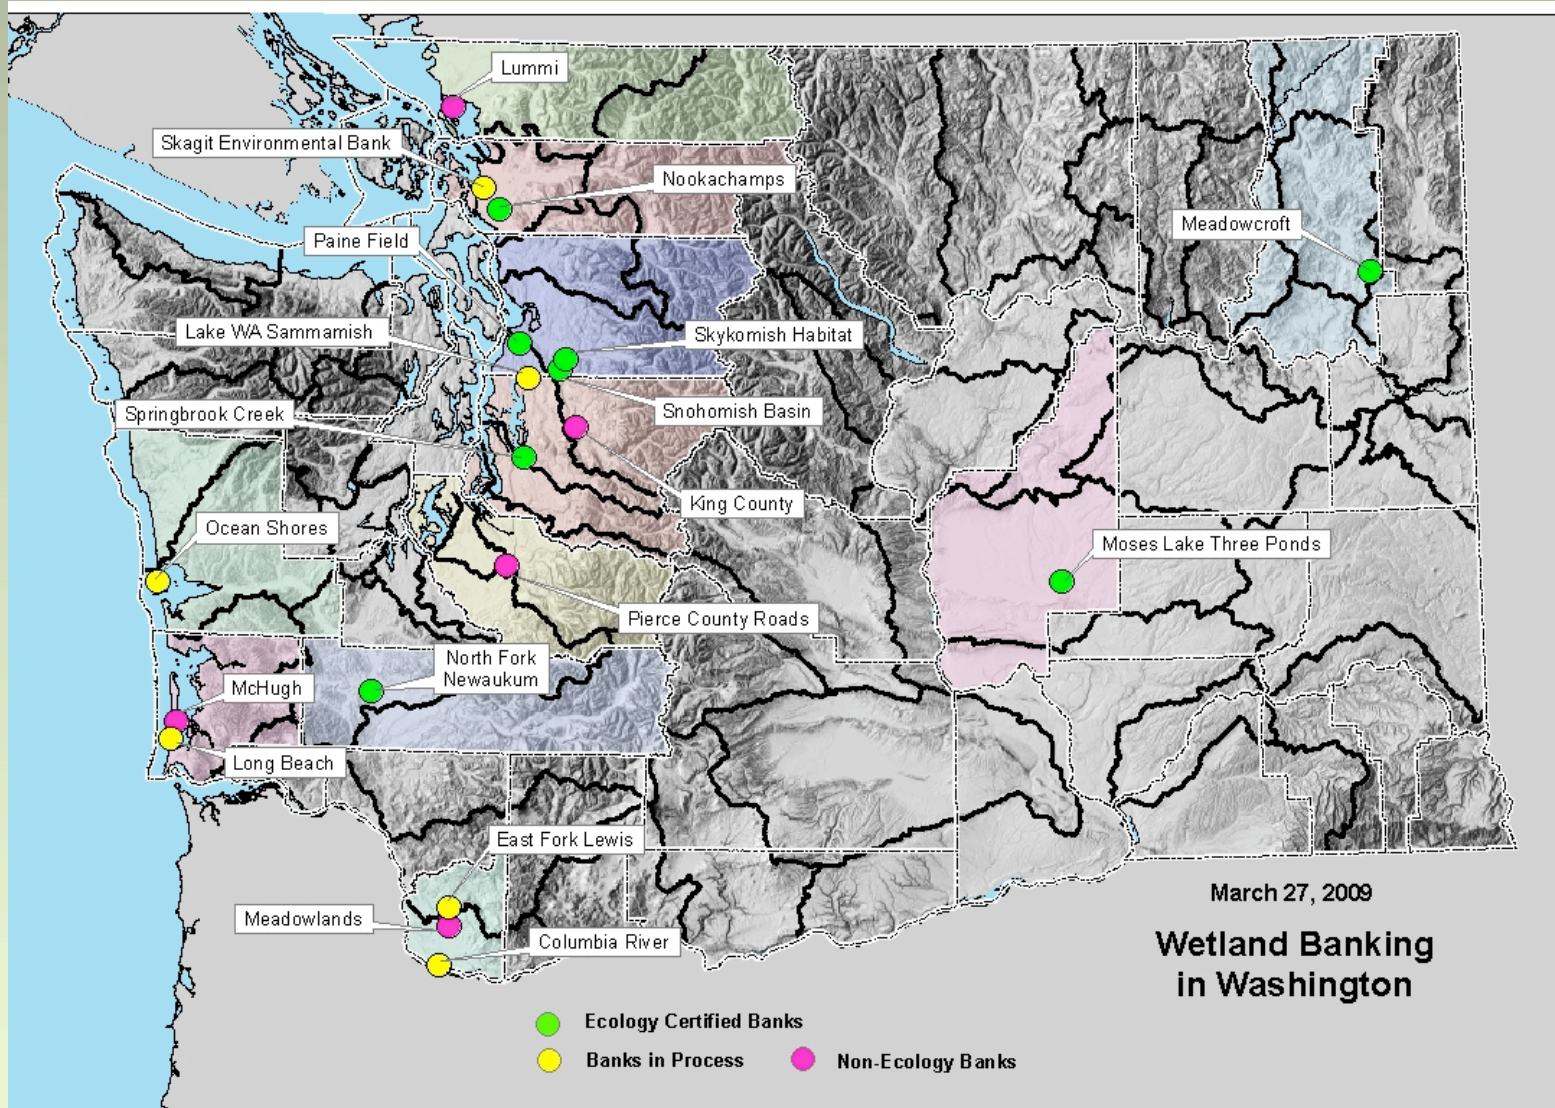 Lummi
Skagit Environmental Bank
Nookachamps
Meadowcroft
Paine Field
Lake WA Sammamish
Skykomish Habitat
Springbrook Creek
Snohomish Basin
King County
Ocean Shores
Moses Lake Three Ponds
Pierce County Roads
North Fork
Newaukum
McHugh
Long Beach
East Fork Lewis
Meadowlands
Columbia River
March 27, 2009
Wetland Banking
in Washington
Ecology Certified Banks
Banks in Process
Non-Ecology Banks